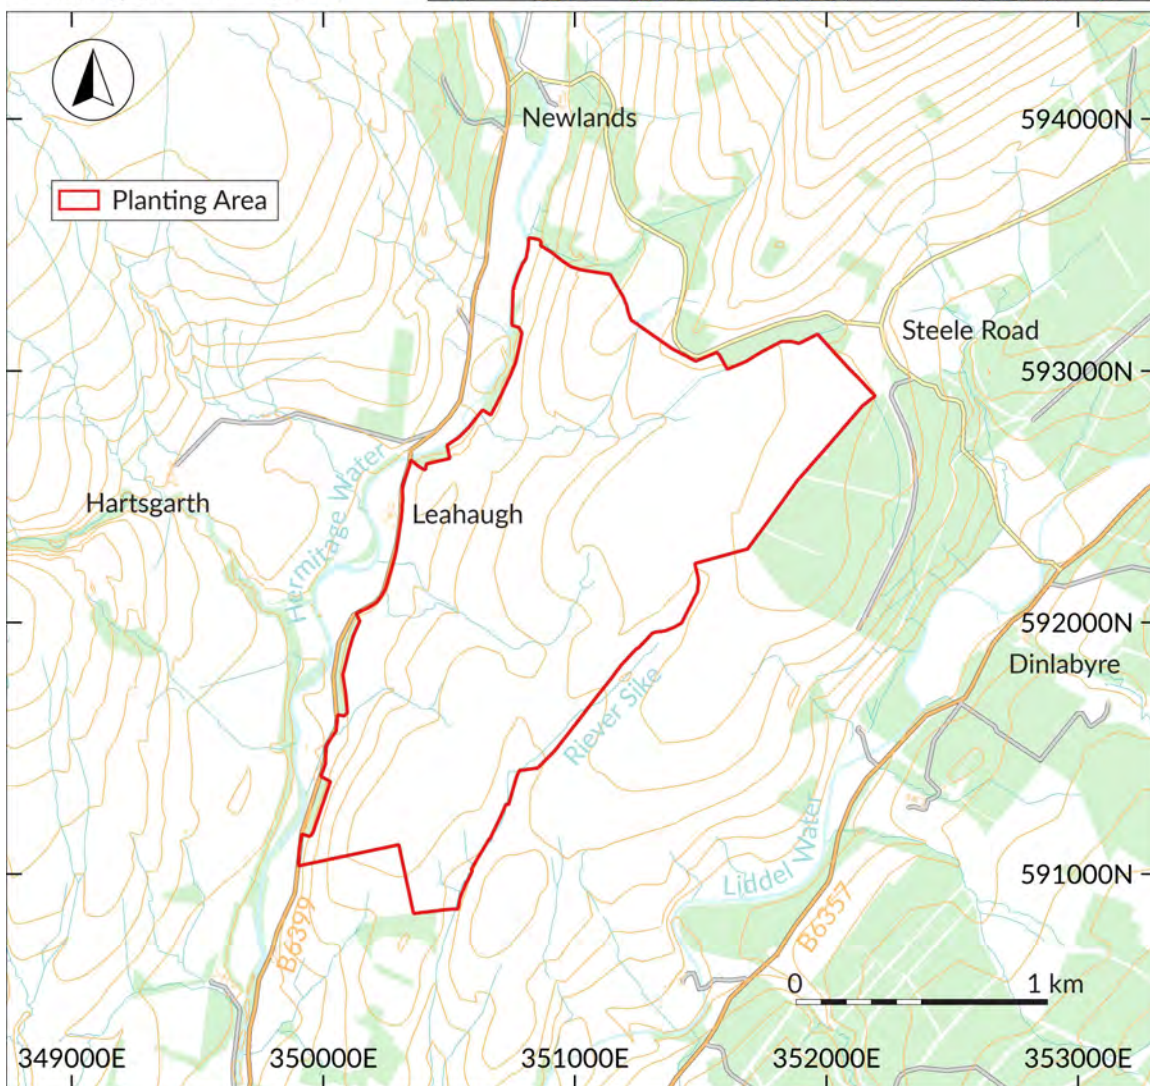 Newlands
594000N
Planting Area
Steele Road
593000N
Hartsgarth
Hermitage Water
Leahaugh
592000N
Dinlabyre
Riever Sike
Liddel Water
591000N
B6399
B6357
0 1 km
349000E 350000E 351000E 352000E 353000E